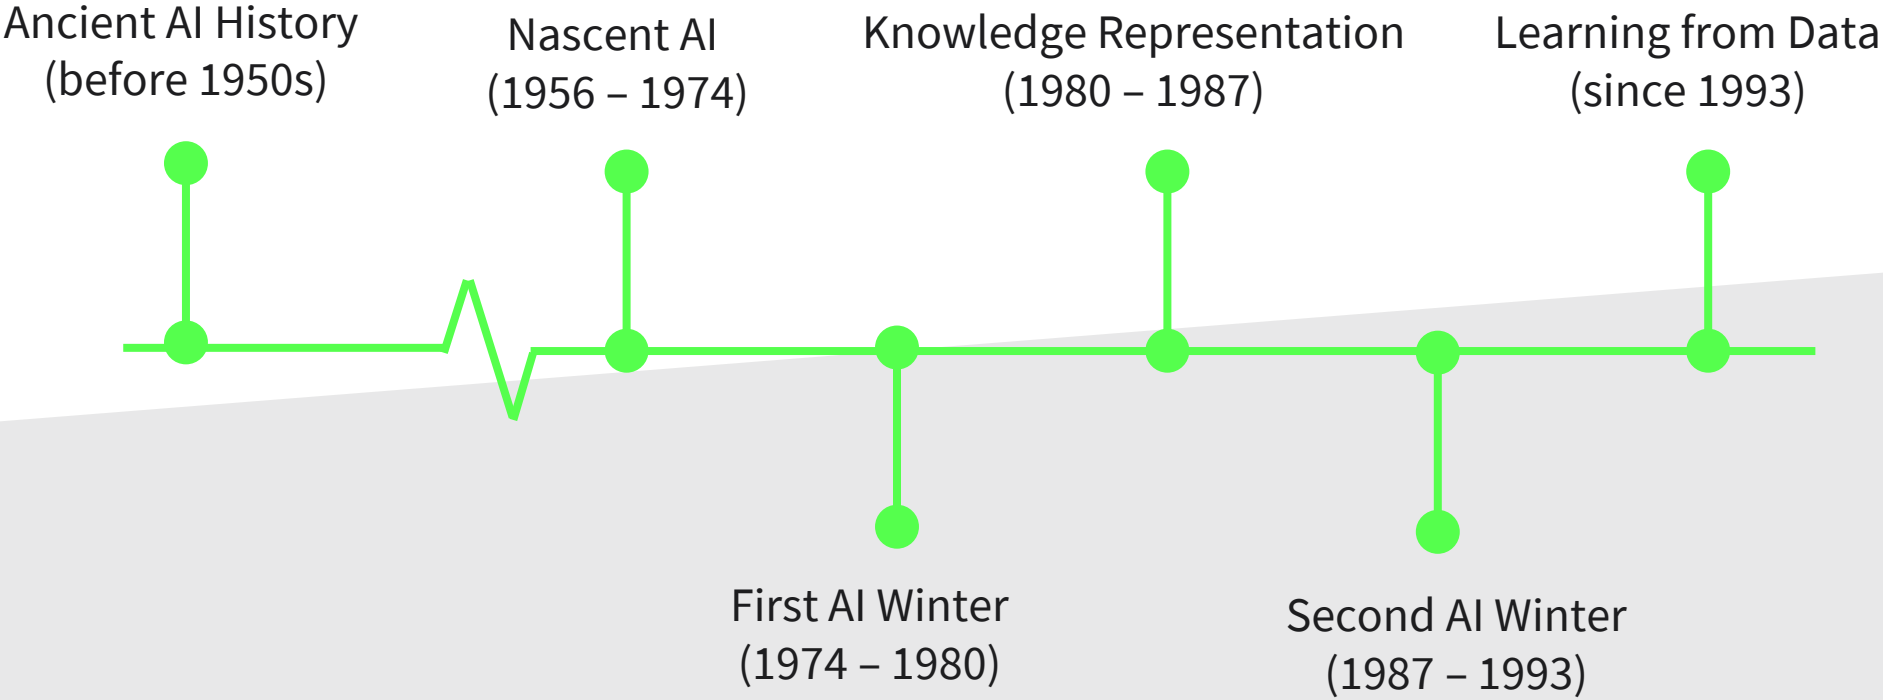 Ancient AI History
(before 1950s)
Nascent AI
(1956 – 1974)
Knowledge Representation
(1980 – 1987)
Learning from Data
(since 1993)
First AI Winter
(1974 – 1980)
Second AI Winter
(1987 – 1993)